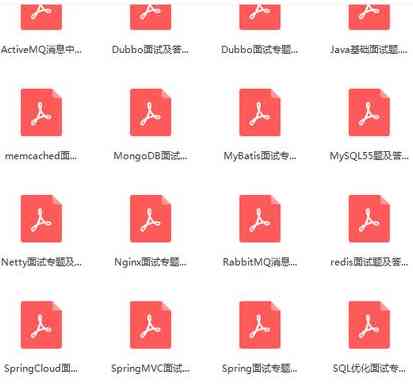 ActiveMQ消息中...
Dubbo面试及答...
Dubbo面试专题...
Java基础面试题....
memcached面...
MongoDB面试...
MyBatis面试专...
MySQL55题及答...
Netty面试专题及...
Nginx面试专题...
RabbitMQ消息...
redis面试题及答...
SpringCloud面...
SpringMVC面试...
Spring面试专题...
SQL优化面试专...